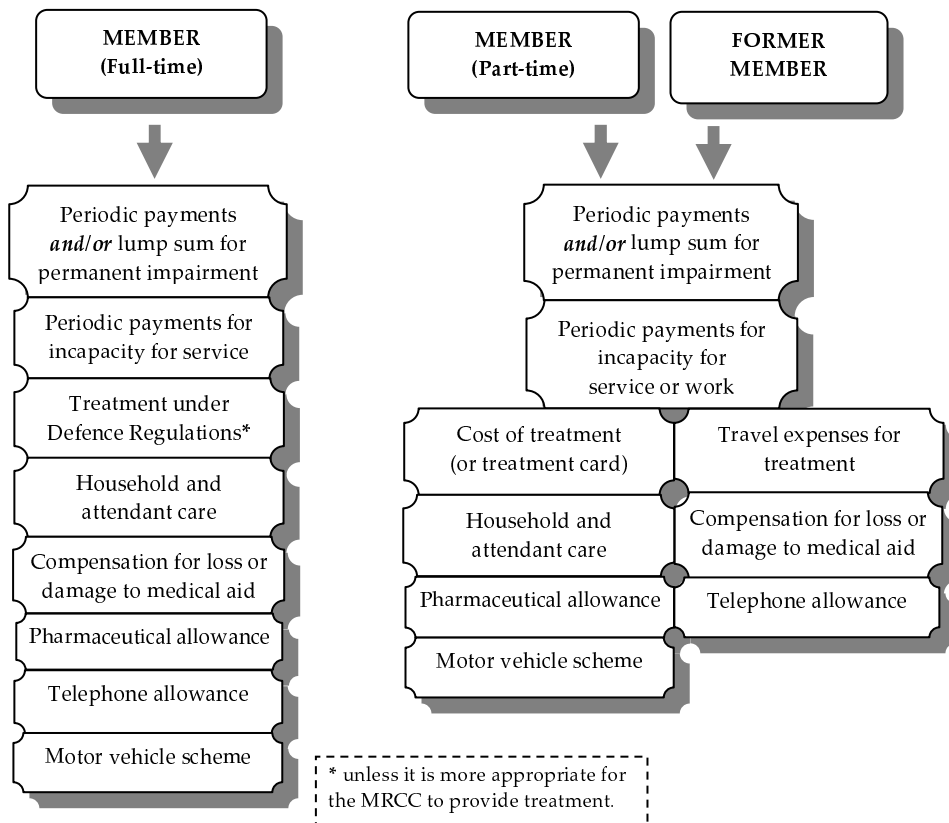 MEMBER
(Full-time)
Periodic payments
and/or lump sum for
permanent impairment
Periodic payments for
incapacity for service
Treatment under
Defence Regulations*
Household and
attendant care
Compensation for loss or
damage to medical aid
Pharmaceutical allowance
Telephone allowance
Motor vehicle scheme
MEMBER
(Part-time)
FORMER
MEMBER
Periodic payments
and/or lump sum for
permanent impairment
Periodic payments for
incapacity for
service or work
Cost of treatment
(or treatment card)
Travel expenses for
treatment
Household and
attendant care
Compensation for loss or
damage to medical aid
Pharmaceutical allowance
Telephone allowance
Motor vehicle scheme
* unless it is more appropriate for
the MRCC to provide treatment.